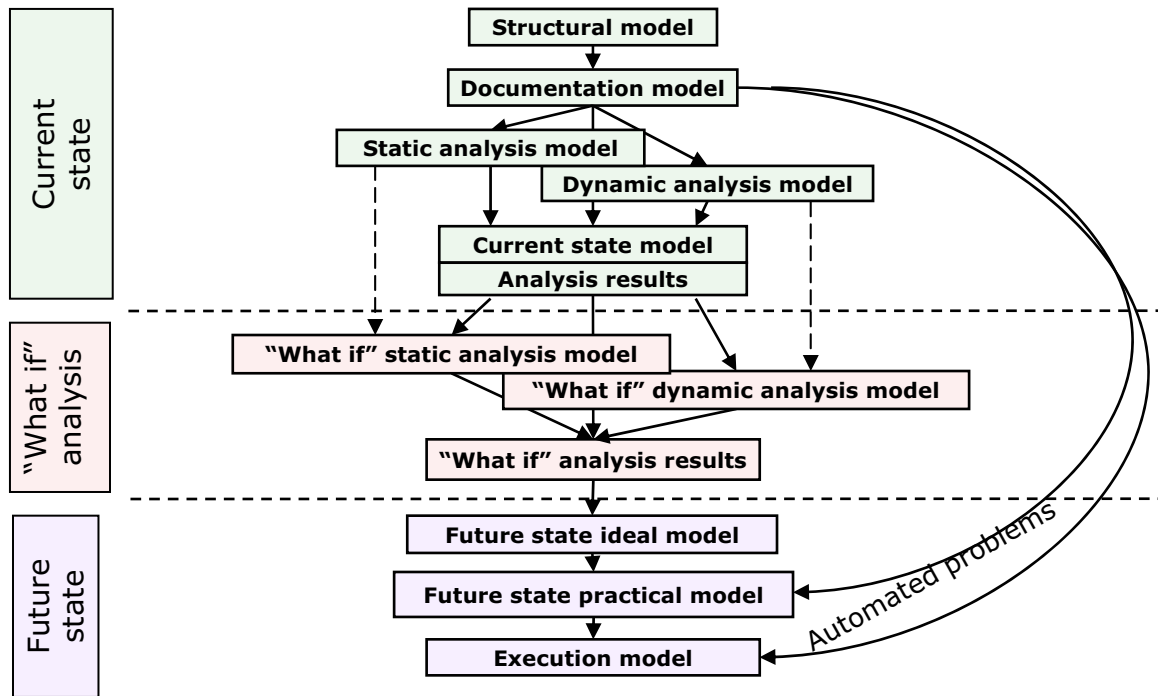 Current
state
Structural model
Documentation model
Static analysis model
Dynamic analysis model
Current state model
Analysis results
“What if”
analysis
“What if” static analysis model
“What if” dynamic analysis model
“What if” analysis results
Future
state
Future state ideal model
Future state practical model
Execution model
Automated problems